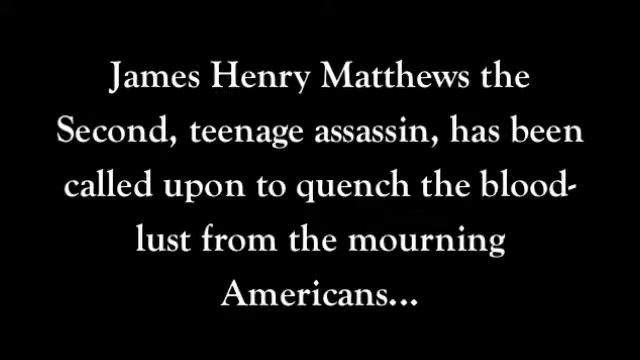 James Henry Matthews the
Second, teenage assassin, has been
called upon to quench the blood-
lust from the mourning
Americans...